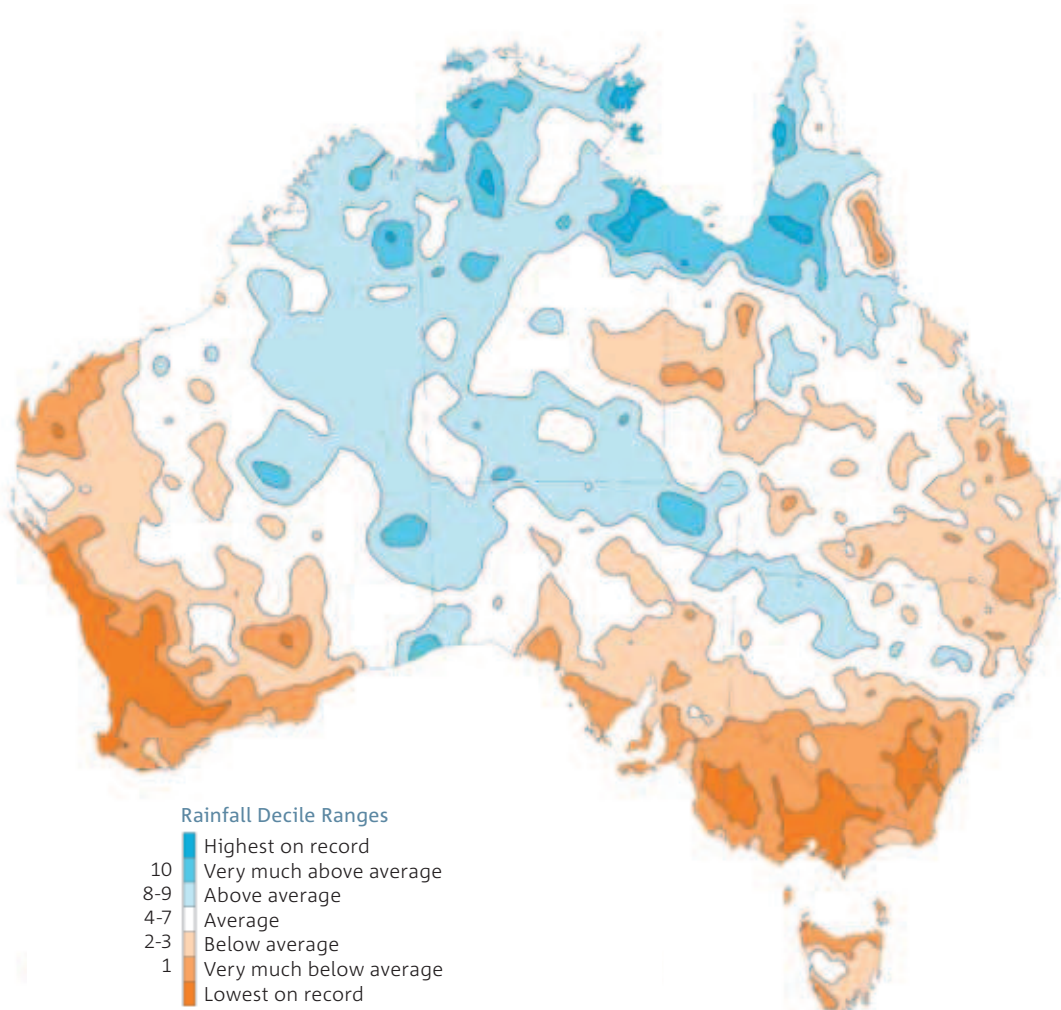 Rainfall Decile Ranges
Highest on record
10 Very much above average
8-9 Above average
4-7 Average
2-3 Below average
1 Very much below average
Lowest on record